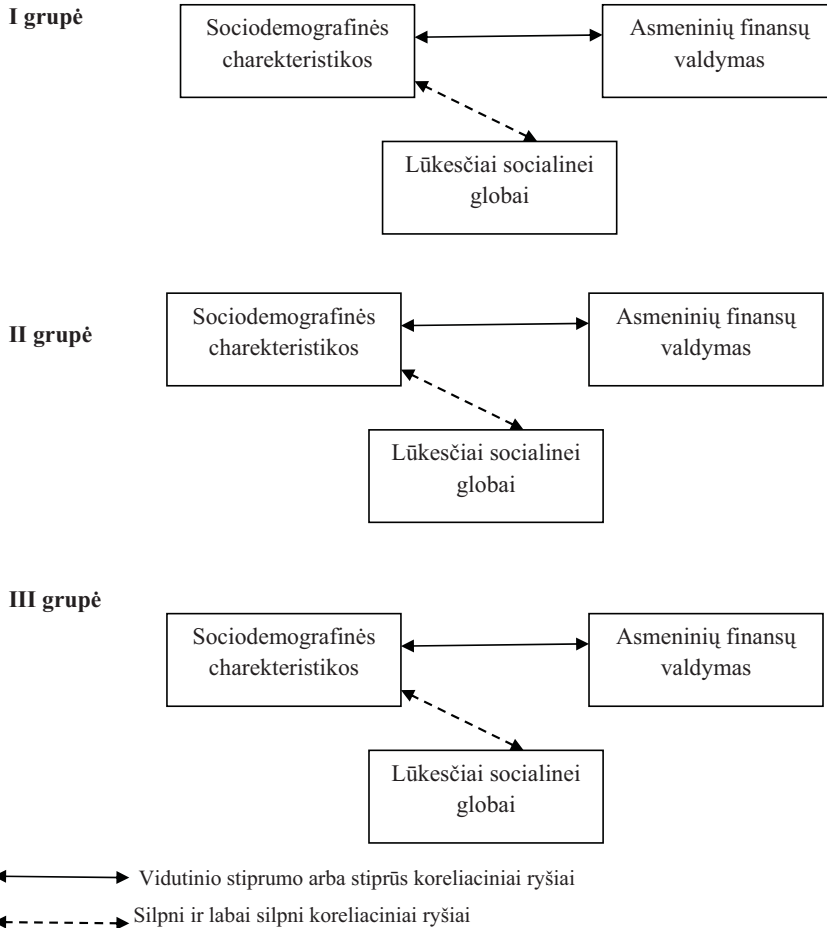 I grupė
Sociodemografinės
charekteristikos
Asmeninių finansų
valdymas
Lūkesčiai socialinei
globai
II grupė
Sociodemografinės
charekteristikos
Asmeninių finansų
valdymas
Lūkesčiai socialinei
globai
III grupė
Sociodemografinės
charekteristikos
Asmeninių finansų
valdymas
Lūkesčiai socialinei
globai
Vidutinio stiprumo arba stiprūs koreliaciniai ryšiai
Silpni ir labai silpni koreliaciniai ryšiai